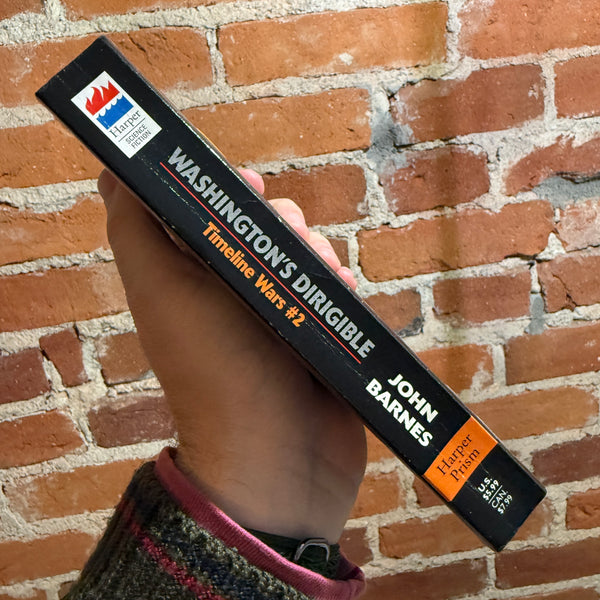 Harper
SCIENCE
FICTION
WASHINGTON'S DIRIGIBLE
Timeline Wars #2
JOHN
BARNES
Harper
Prism
U.S.
$5.99
CAN.
$7.99